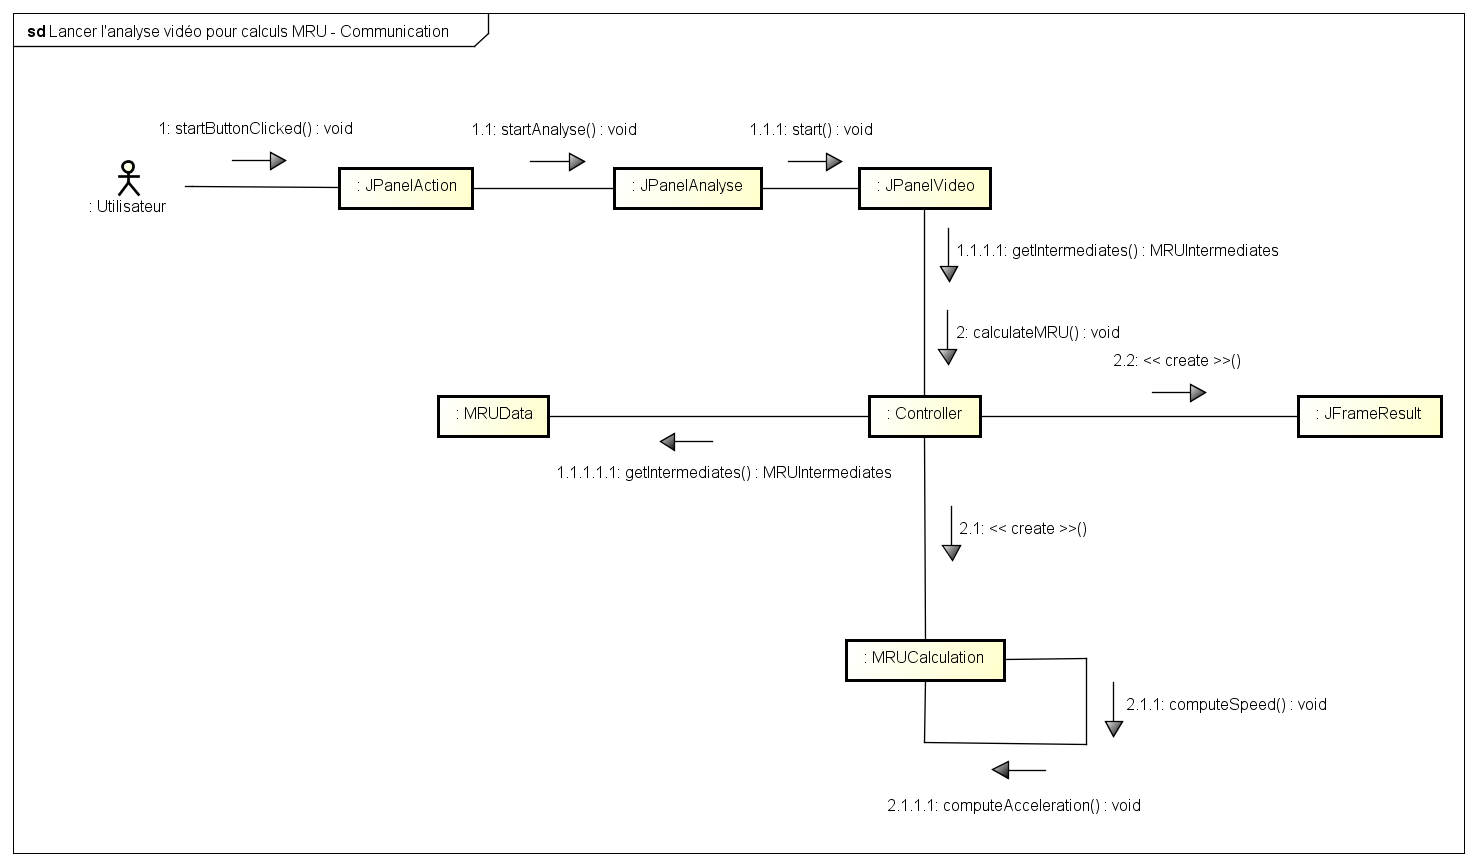 sd Lancer l'analyse vidéo pour calculs MRU - Communication
1: startButtonClicked() : void
1.1: startAnalyse() : void
1.1.1: start() : void
: JPanelAction
: JPanelAnalyse
: JPanelVideo
: Utilisateur
1.1.1.1: getIntermediates() : MRUIntermediates
2: calculateMRU() : void
2.2: << create >>()
: MRUData
: Controller
: JFrameResult
1.1.1.1.1: getIntermediates() : MRUIntermediates
2.1: << create >>()
: MRUCalculation
2.1.1: computeSpeed() : void
2.1.1.1: computeAcceleration() : void